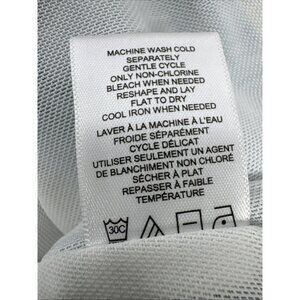 MACHINE WASH COLD
SEPARATELY
GENTLE CYCLE
ONLY NON-CHLORINE
BLEACH WHEN NEEDED
RESHAPE AND LAY
FLAT TO DRY
COOL IRON WHEN NEEDED
LAVER À LA MACHINE À L'EAU
FROIDE SÉPARÉMENT
CYCLE DÉLICAT
UTILISER SEULEMENT UN AGENT
DE BLANCHIMENT NON CHLORÉ
SÉCHER À PLAT
REPASSER À FAIBLE
TEMPÉRATURE
30C